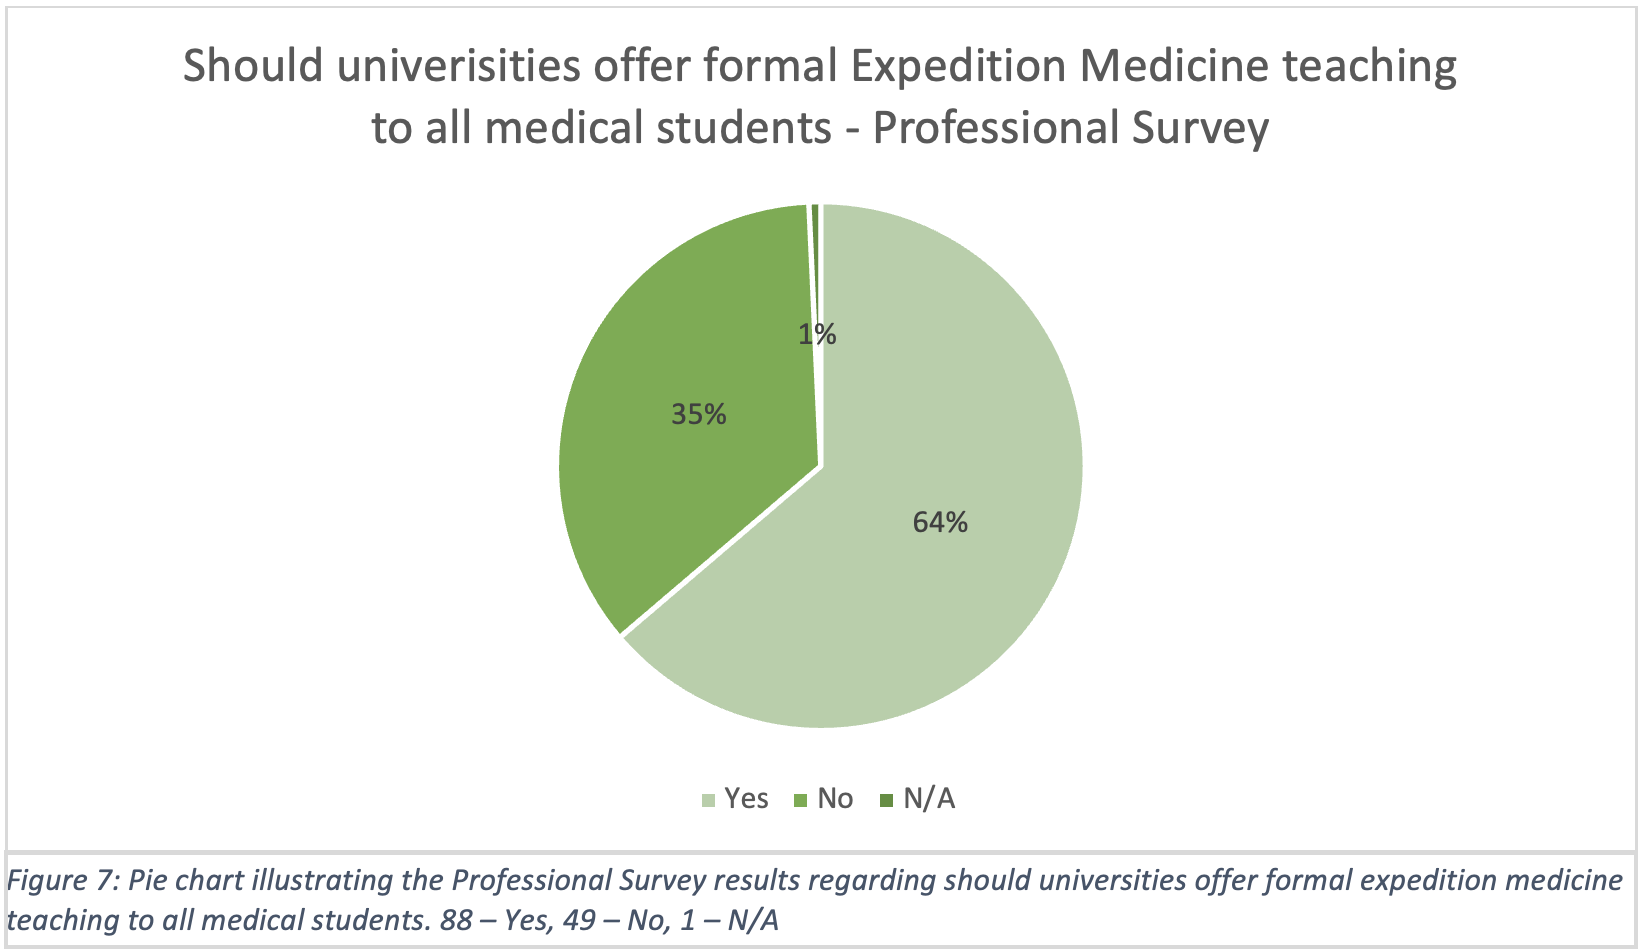 Should univerisities offer formal Expedition Medicine teaching
to all medical students - Professional Survey
1%
35%
64%
Yes No N/A
Figure 7: Pie chart illustrating the Professional Survey results regarding should universities offer formal expedition medicine
teaching to all medical students. 88 – Yes, 49 – No, 1 – N/A